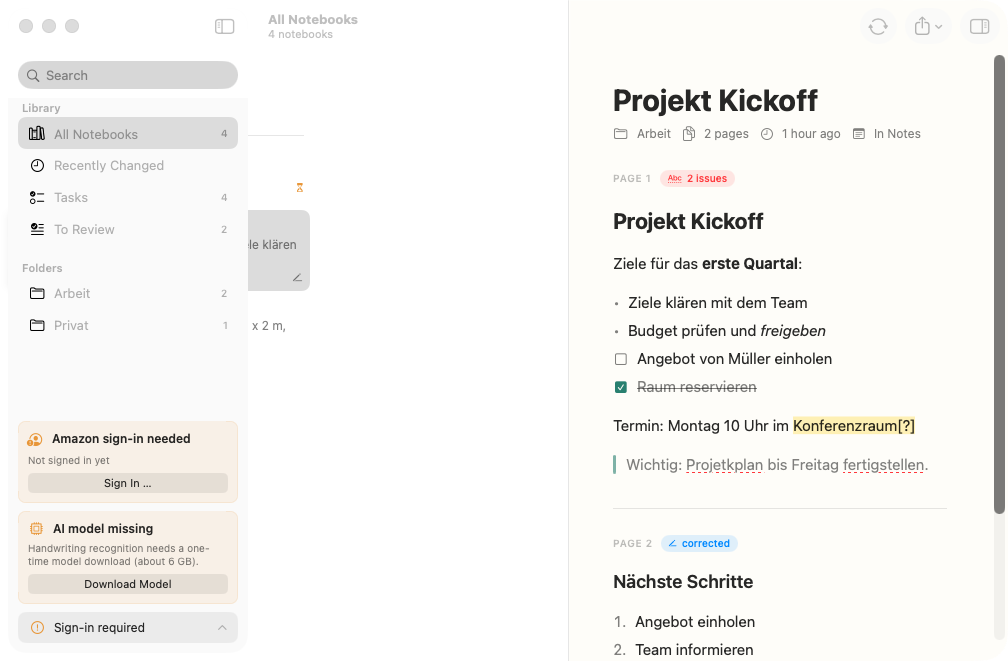 All Notebooks
4 notebooks
Search
Library
All Notebooks 4
Recently Changed
Tasks 4
To Review 2
Folders
Arbeit 2
Privat 1
Amazon sign-in needed
Not signed in yet
Sign In ...
AI model missing
Handwriting recognition needs a one-
time model download (about 6 GB).
Download Model
Sign-in required
klären
x 2 m,
Projekt Kickoff
Arbeit 2 pages 1 hour ago In Notes
PAGE 1 Abc 2 issues
Projekt Kickoff
Ziele für das erste Quartal:
• Ziele klären mit dem Team
• Budget prüfen und freigeben
☐ Angebot von Müller einholen
☑ Raum reservieren
Termin: Montag 10 Uhr im Konferenzraum[?]
Wichtig: Projetkplan bis Freitag fertigstellen.
PAGE 2 corrected
Nächste Schritte
1. Angebot einholen
2. Team informieren